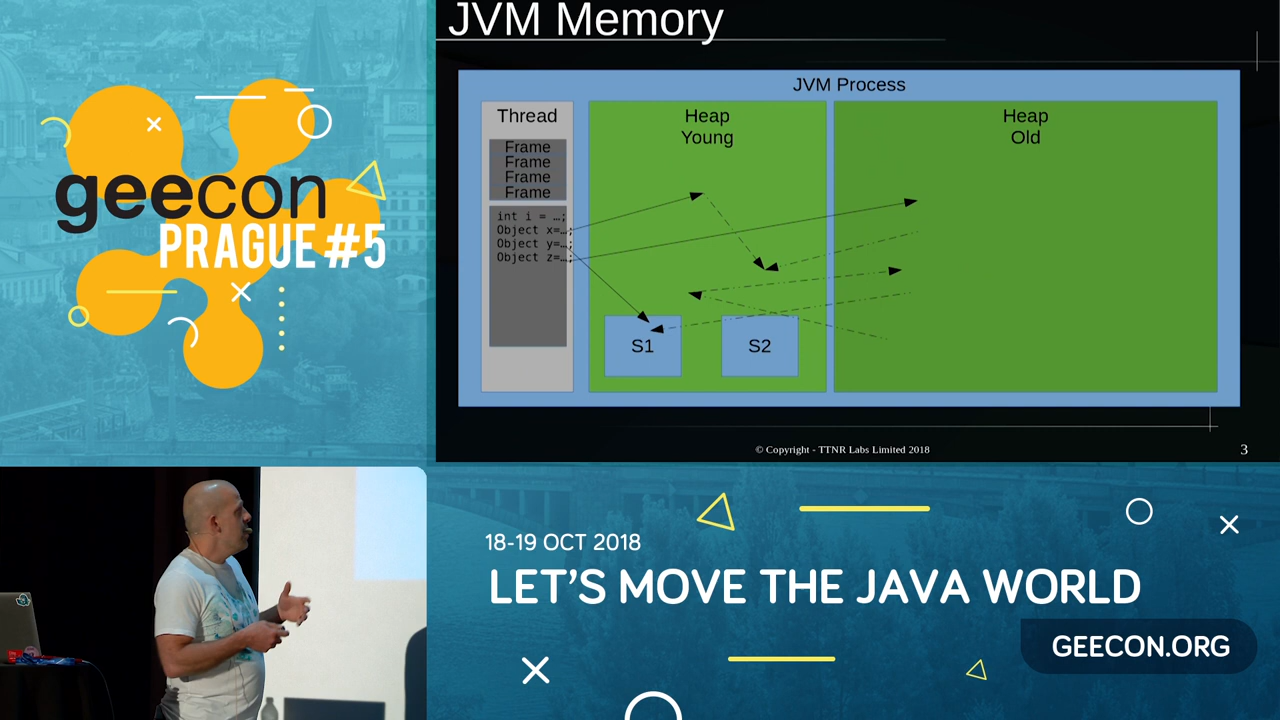 geecon
PRAGUE #5
JVM Memory
JVM Process
Thread
Frame
Frame
Frame
Frame
int i = …;
Object x=…;
Object y=…;
Object z=…;
Heap
Young
S1
S2
Heap
Old
© Copyright - TTNR Labs Limited 2018
3
18-19 OCT 2018
LET'S MOVE THE JAVA WORLD
GEECON.ORG